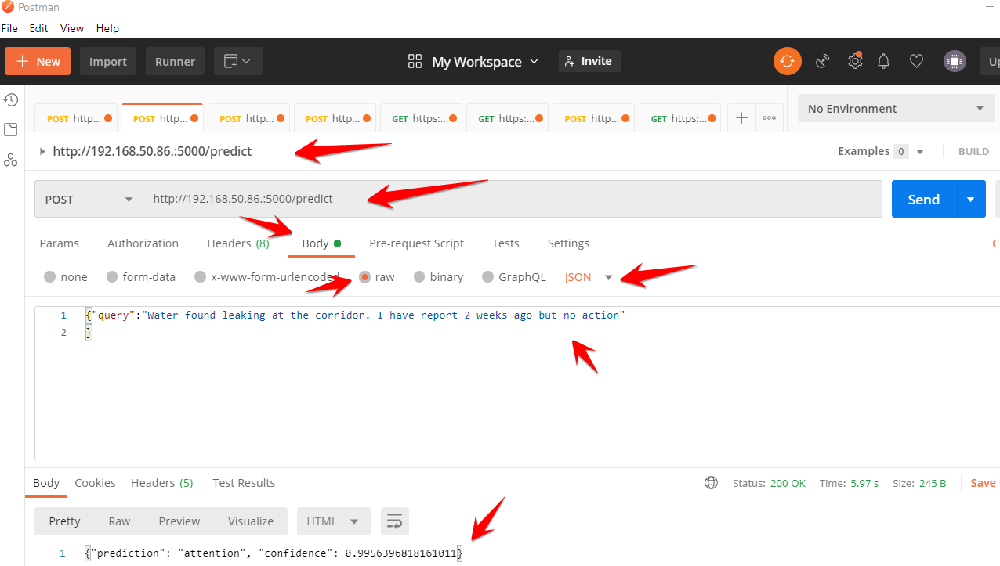 Postman
File Edit View Help
New Import Runner My Workspace Invite Up
POST http... POST http... POST http... POST http... GET https:... GET https:... POST http... GET https:... No Environment
http://192.168.50.86.:5000/predict Examples 0 BUILD
POST http://192.168.50.86.:5000/predict Send
Params Authorization Headers (8) Body Pre-request Script Tests Settings C
none form-data x-www-form-urlencoded raw binary GraphQL JSON
1 {"query":"Water found leaking at the corridor. I have report 2 weeks ago but no action"
2 }
Body Cookies Headers (5) Test Results Status: 200 OK Time: 5.97 s Size: 245 B Save
Pretty Raw Preview Visualize HTML
1 {"prediction": "attention", "confidence": 0.9956396818161011}